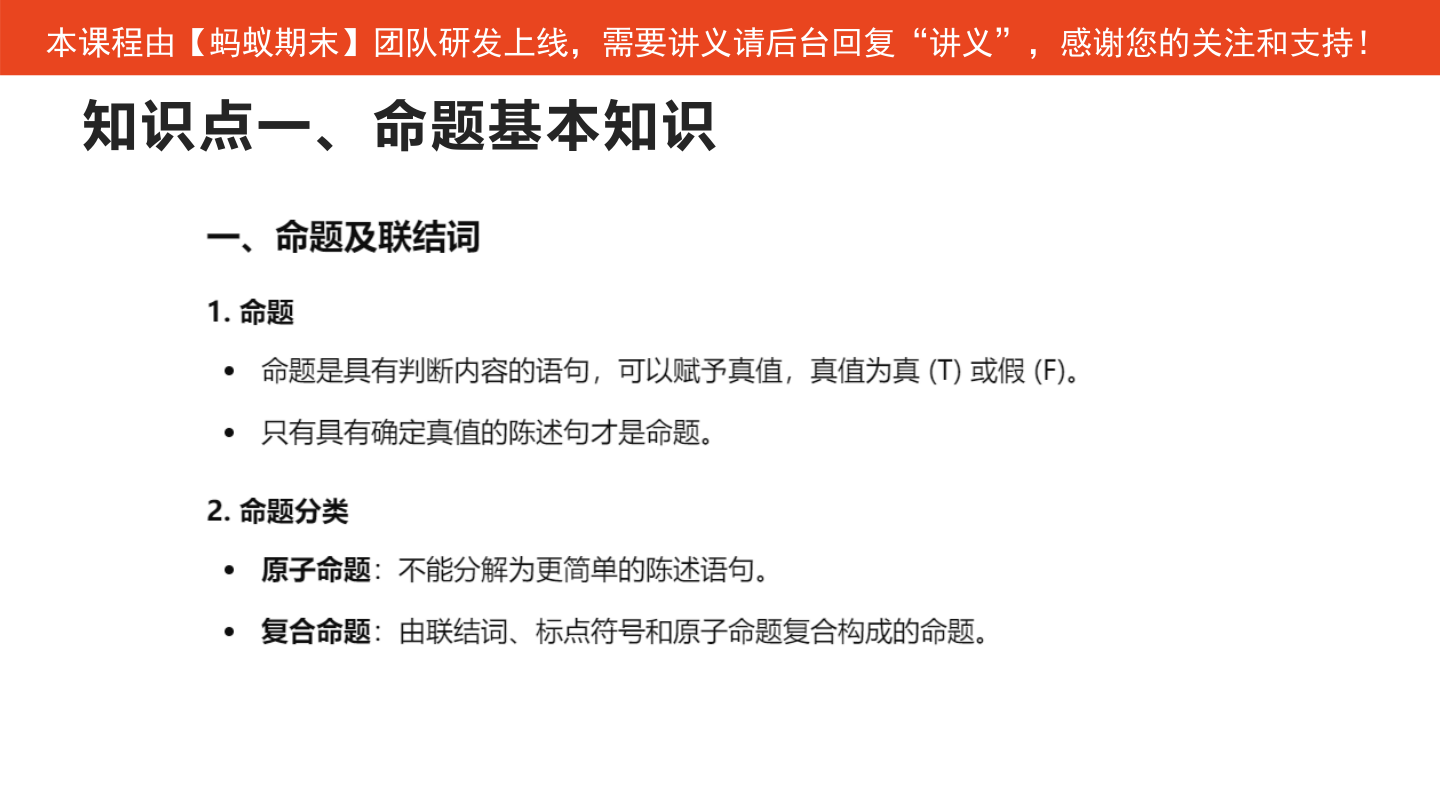 本课程由【蚂蚁期末】团队研发上线，需要讲义请后台回复“讲义”，感谢您的关注和支持！
知识点一、命题基本知识
一、命题及联结词
1. 命题
• 命题是具有判断内容的语句，可以赋予真值，真值为真 (T) 或假 (F)。
• 只有具有确定真值的陈述句才是命题。
2. 命题分类
• 原子命题：不能分解为更简单的陈述语句。
• 复合命题：由联结词、标点符号和原子命题复合构成的命题。